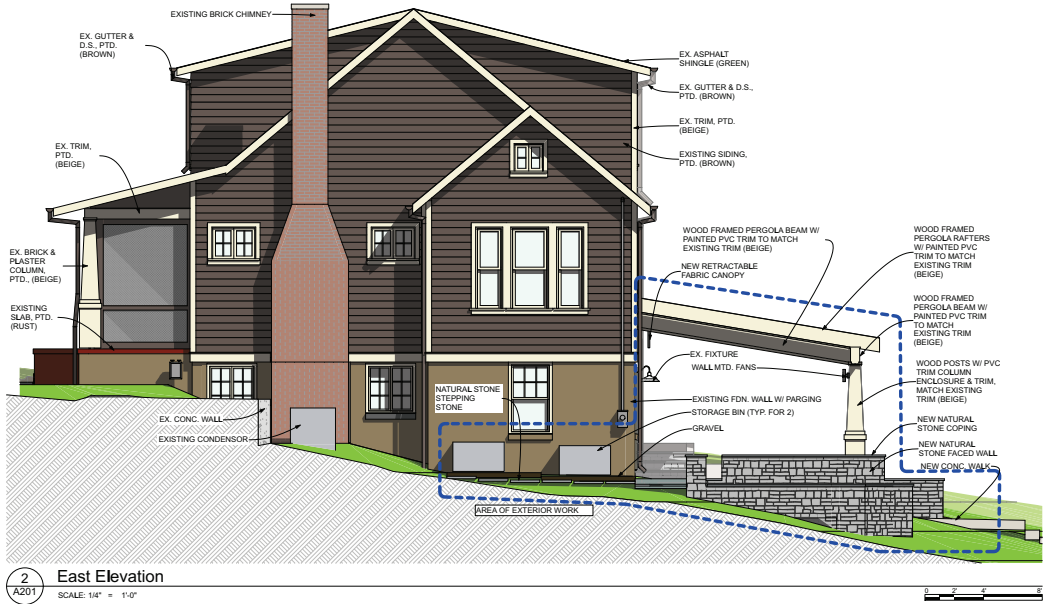 EXISTING BRICK CHIMNEY
EX. GUTTER &
D.S., PTD.
(BROWN)
EX. ASPHALT
SHINGLE (GREEN)
EX. GUTTER & D.S.,
PTD. (BROWN)
EX. TRIM, PTD.
(BEIGE)
EXISTING SIDING,
PTD. (BROWN)
EX. TRIM,
PTD.
(BEIGE)
EX. BRICK &
PLASTER
COLUMN,
PTD., (BEIGE)
EXISTING
SLAB, PTD.
(RUST)
WOOD FRAMED PERGOLA BEAM W/
PAINTED PVC TRIM TO MATCH
EXISTING TRIM (BEIGE)
NEW RETRACTABLE
FABRIC CANOPY
WOOD FRAMED
PERGOLA RAFTERS
W/ PAINTED PVC
TRIM TO MATCH
EXISTING TRIM
(BEIGE)
WOOD FRAMED
PERGOLA BEAM W/
PAINTED PVC TRIM
TO MATCH
EXISTING TRIM
(BEIGE)
EX. FIXTURE
WALL MTD. FANS
WOOD POSTS W/ PVC
TRIM COLUMN
ENCLOSURE & TRIM,
MATCH EXISTING
TRIM (BEIGE)
NATURAL STONE
STEPPING
STONE
EXISTING FDN. WALL W/ PARGING
STORAGE BIN (TYP. FOR 2)
GRAVEL
EX. CONC. WALL
EXISTING CONDENSOR
NEW NATURAL
STONE COPING
NEW NATURAL
STONE FACED WALL
NEW CONC. WALK
AREA OF EXTERIOR WORK
2
A201
East Elevation
SCALE: 1/4" = 1'-0"
0 2' 4' 8'